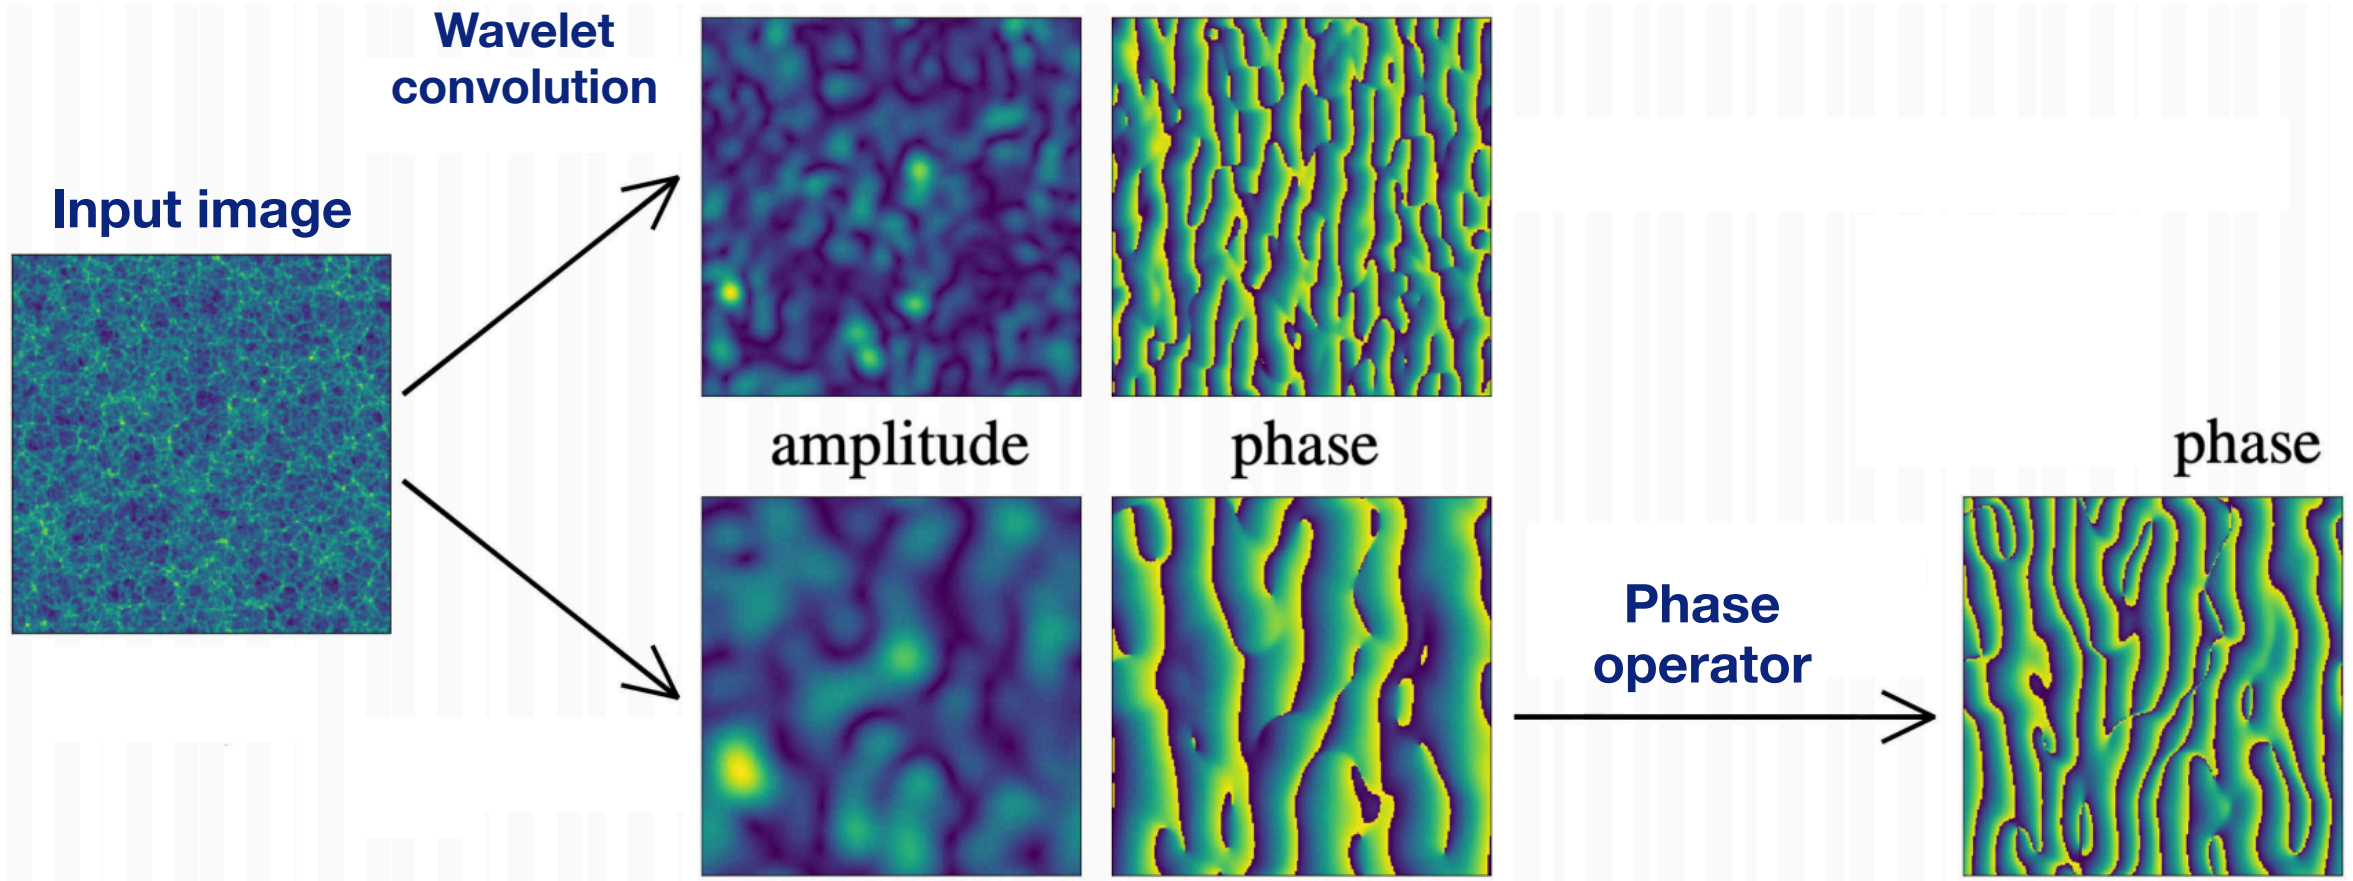 Wavelet
convolution
Input image
amplitude
phase
phase
Phase
operator